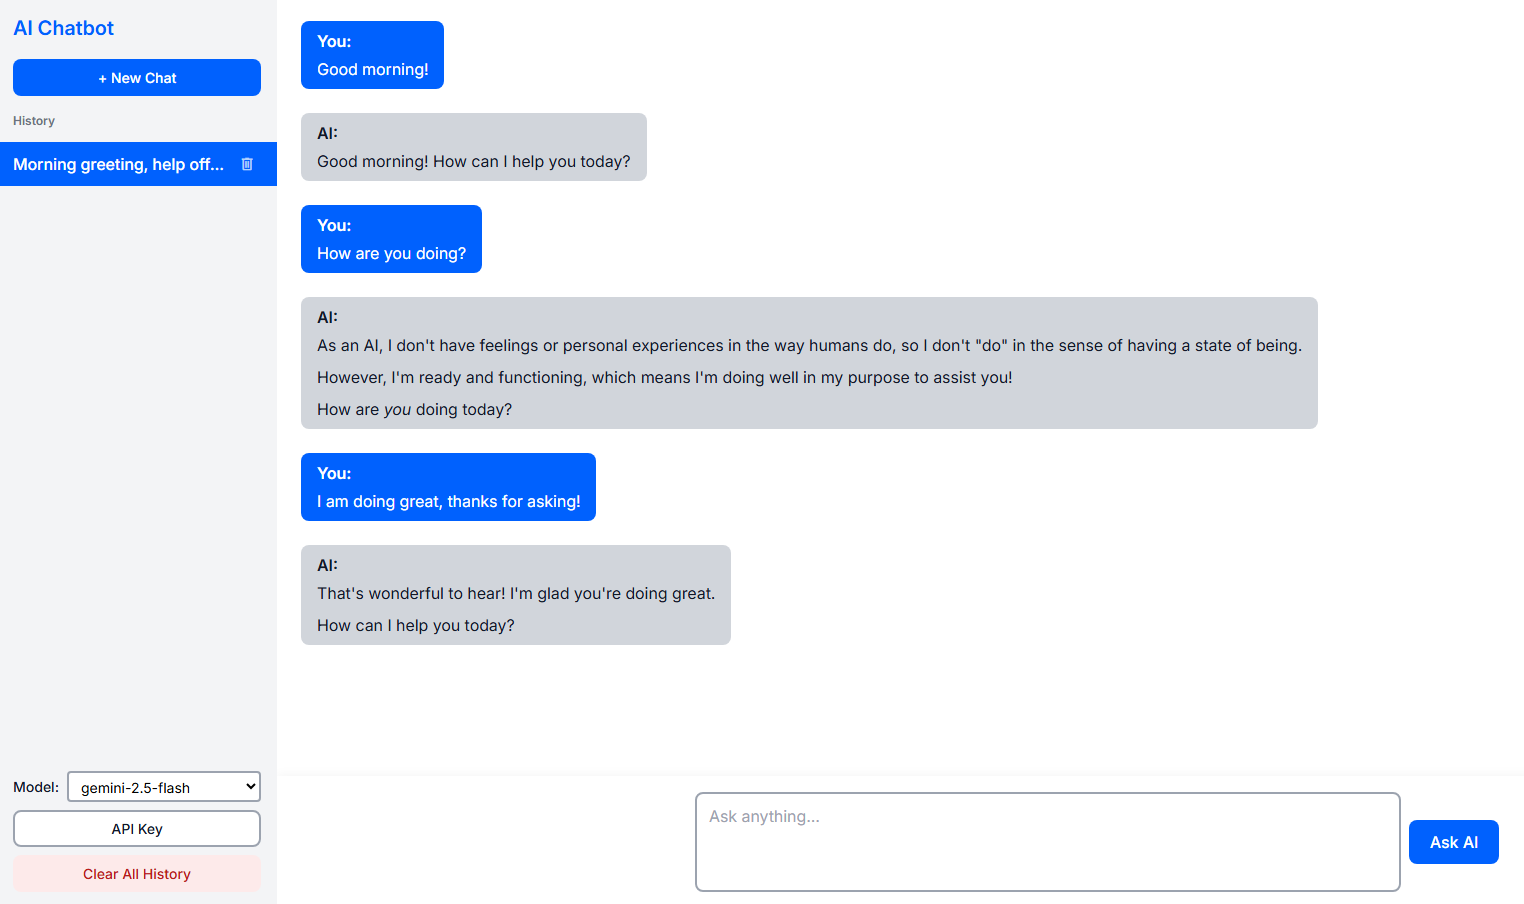 AI Chatbot
+ New Chat
History
Morning greeting, help off...
Model:
gemini-2.5-flash
API Key
Clear All History
You:
Good morning!
AI:
Good morning! How can I help you today?
You:
How are you doing?
AI:
As an AI, I don't have feelings or personal experiences in the way humans do, so I don't "do" in the sense of having a state of being.
However, I'm ready and functioning, which means I'm doing well in my purpose to assist you!
How are you doing today?
You:
I am doing great, thanks for asking!
AI:
That's wonderful to hear! I'm glad you're doing great.
How can I help you today?
Ask anything...
Ask AI